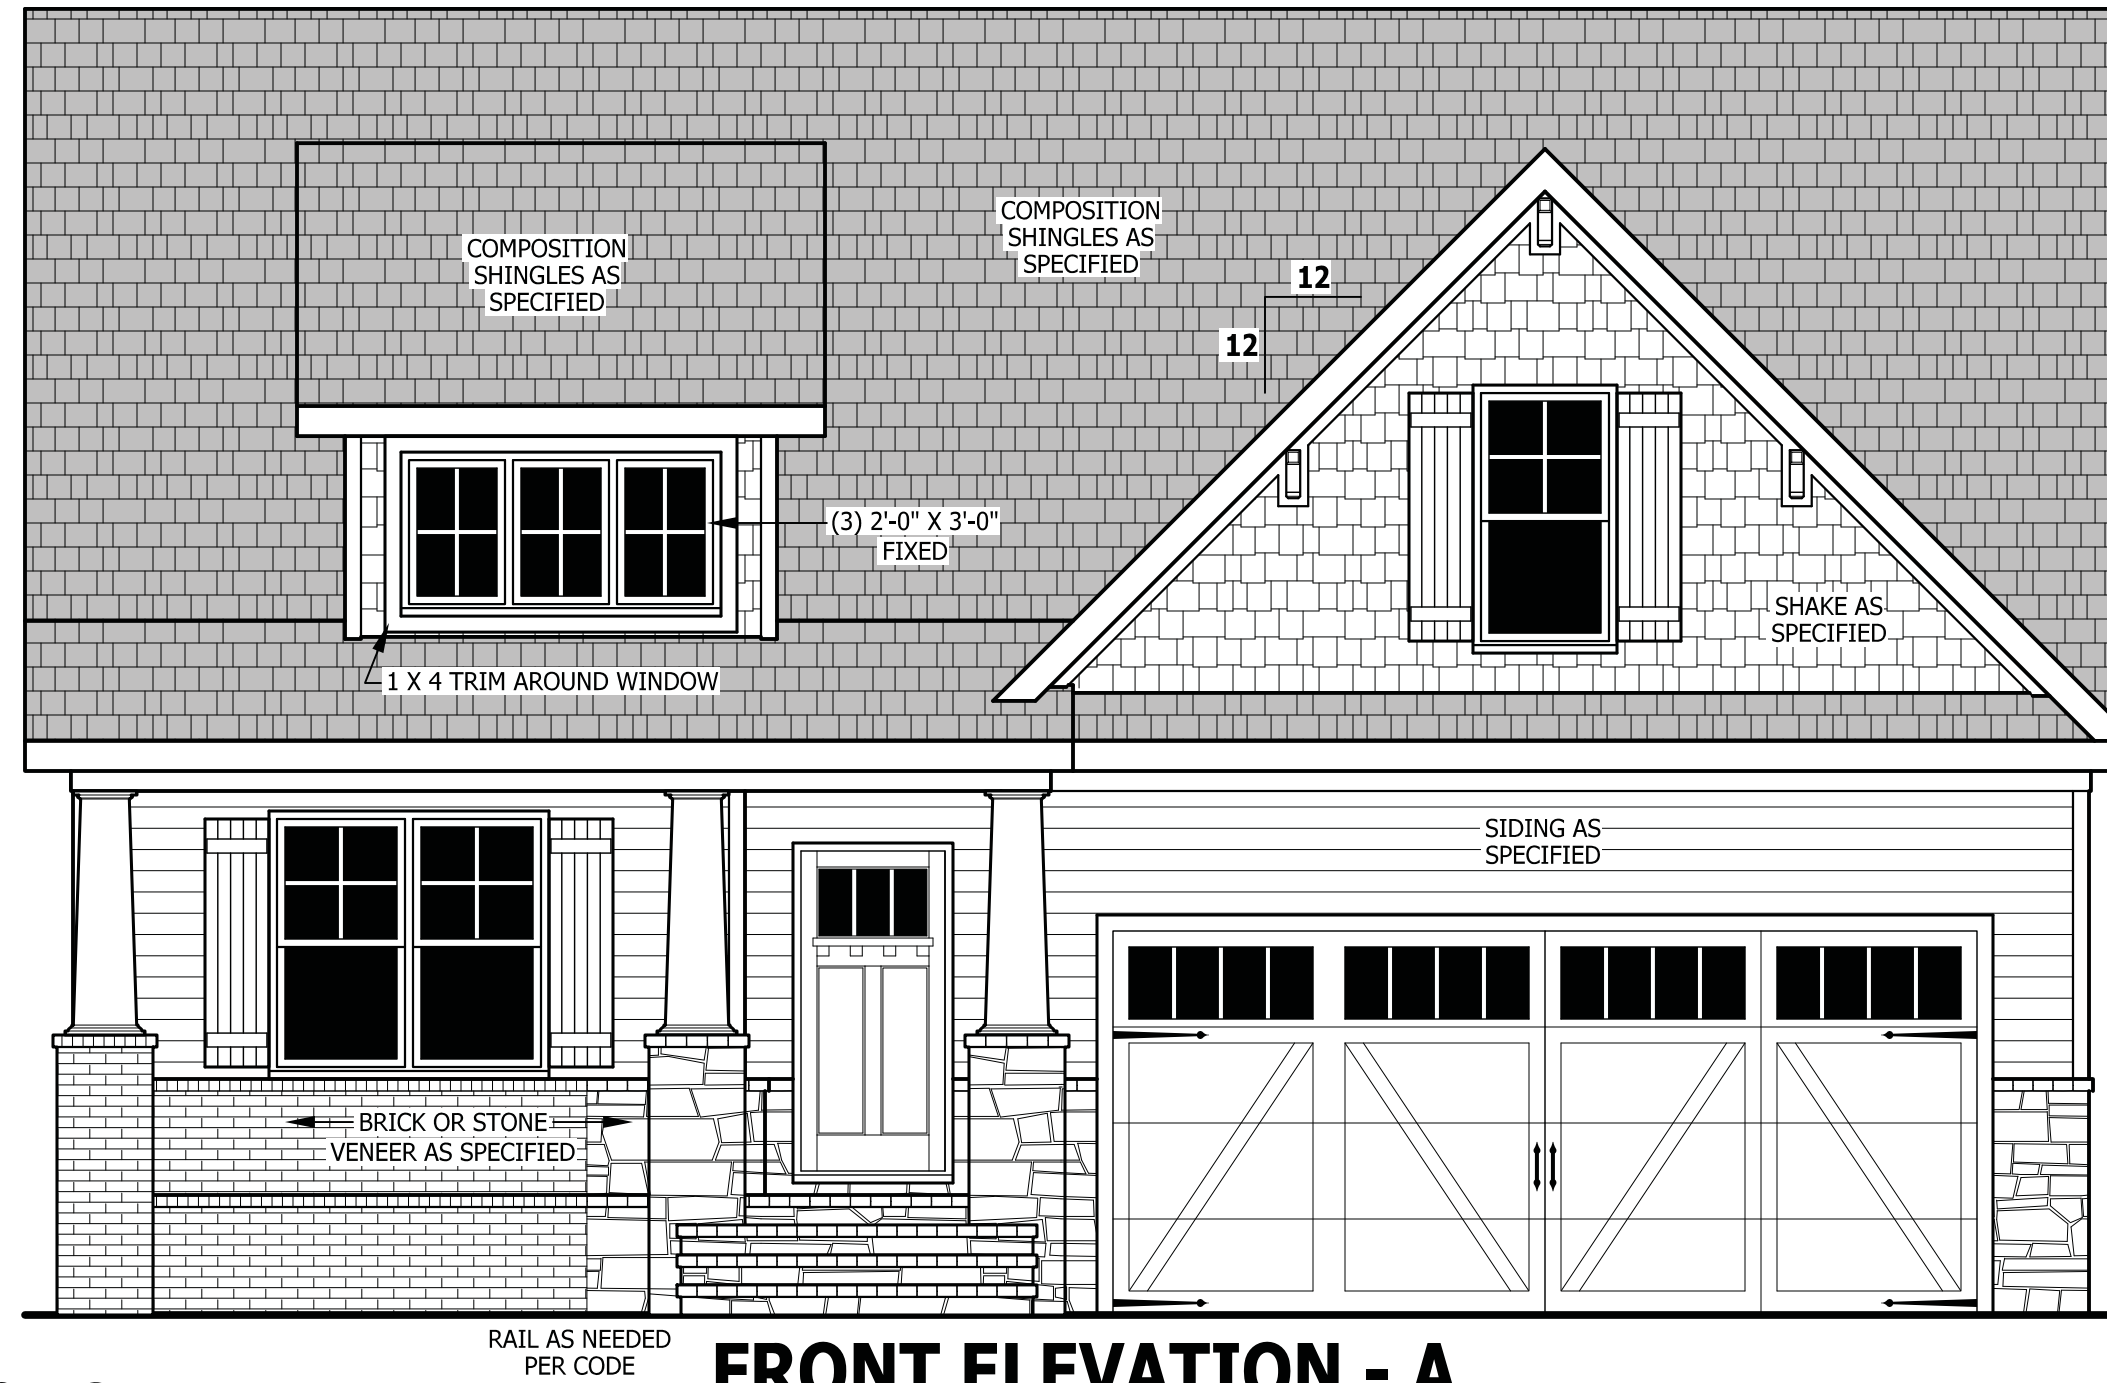 COMPOSITION
SHINGLES AS
SPECIFIED
COMPOSITION
SHINGLES AS
SPECIFIED
12
12
(3) 2'-0" X 3'-0"
FIXED
SHAKE AS
SPECIFIED
1 X 4 TRIM AROUND WINDOW
SIDING AS
SPECIFIED
BRICK OR STONE
VENEER AS SPECIFIED
RAIL AS NEEDED
PER CODE
FRONT ELEVATION - A